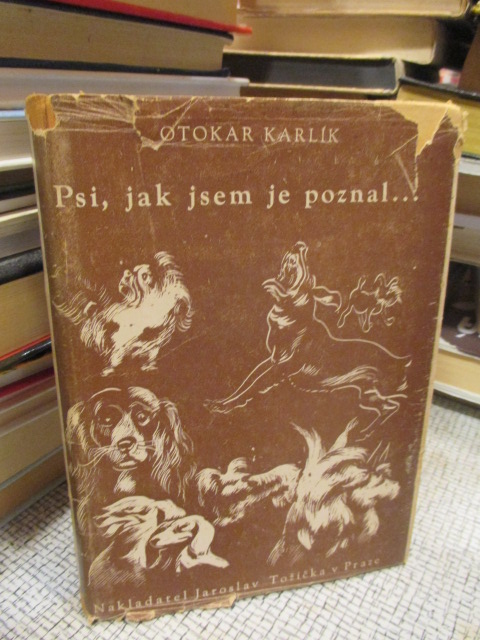 OTOKAR KARLÍK
Psi, jak jsem je poznal...
Nakladatel Jaroslav Tožička v Praze